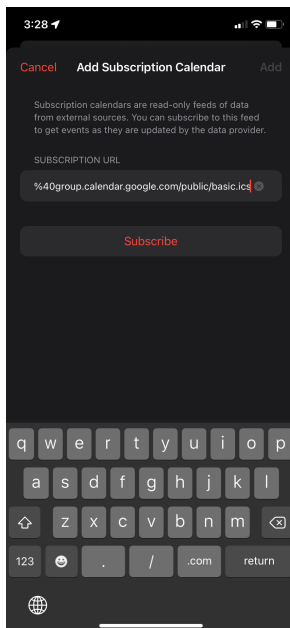 3:28
Cancel Add Subscription Calendar Add
Subscription calendars are read-only feeds of data
from external sources. You can subscribe to this feed
to get events as they are updated by the data provider.
SUBSCRIPTION URL
%40group.calendar.google.com/public/basic.ics
Subscribe
q w e r t y u i o p
a s d f g h j k l
z x c v b n m
123 . / .com return